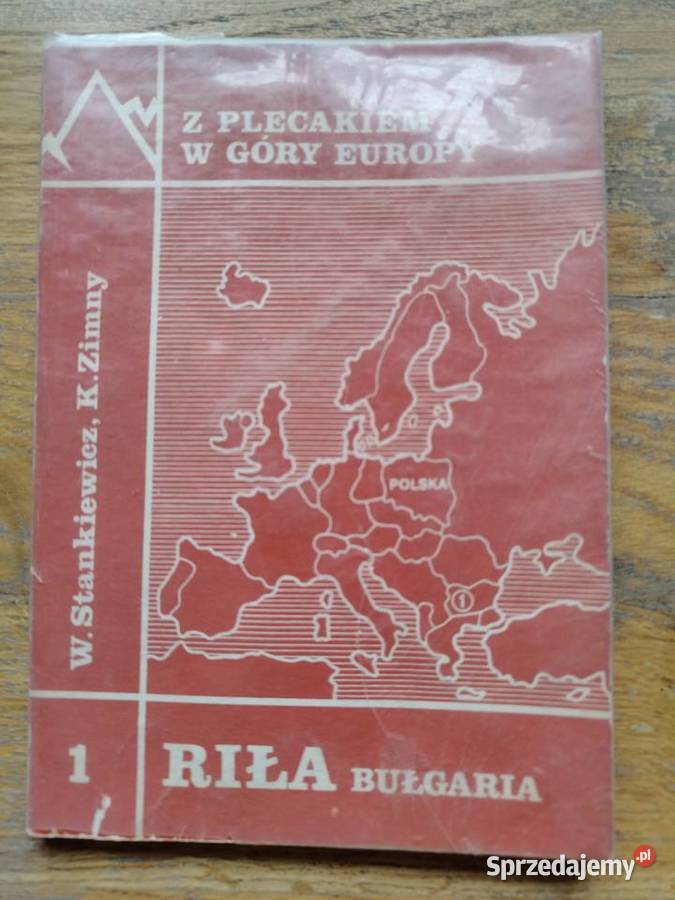 Z PLECAKIEM
W GÓRY EUROPY
W. Stankiewicz, K. Zimny
POLSKA
1
1
RIŁA BUŁGARIA
Sprzedajemy.pl